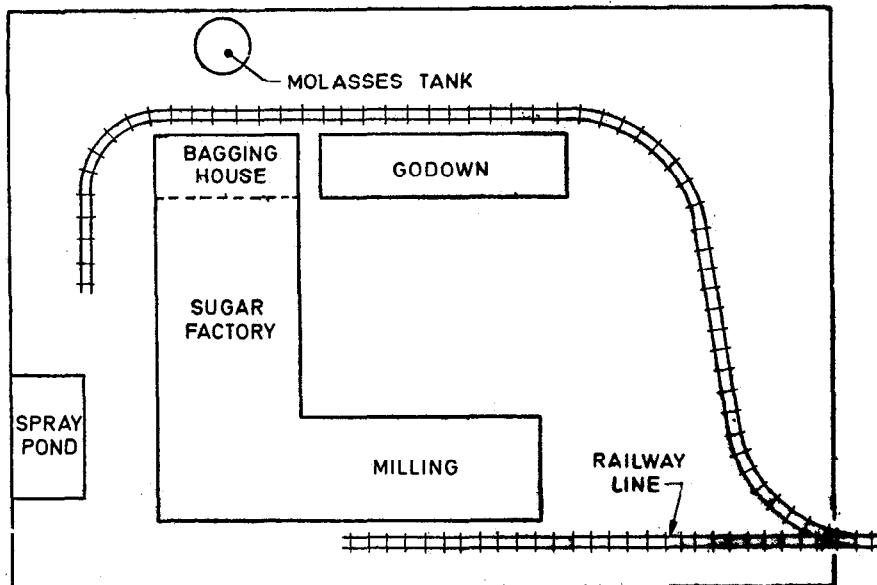 MOLASSES TANK
BAGGING
HOUSE
GODOWN
SUGAR
FACTORY
SPRAY
POND
MILLING
RAILWAY
LINE